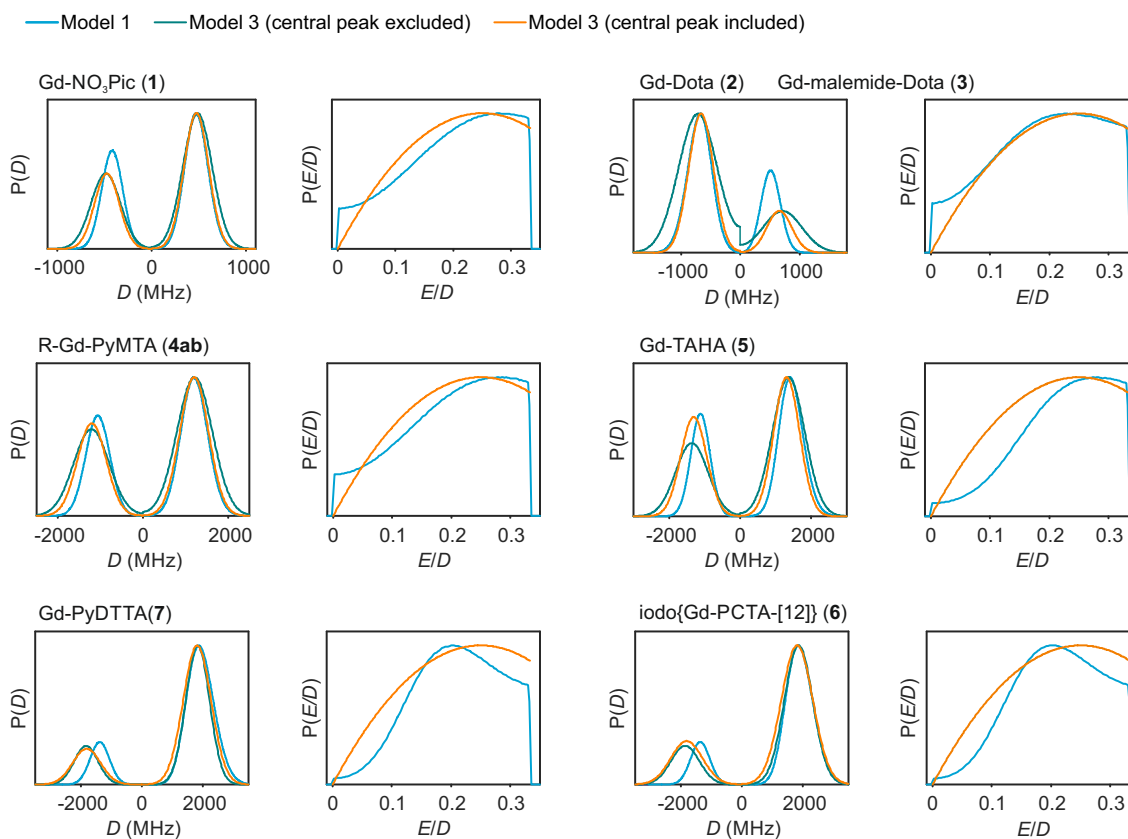 Model 1 Model 3 (central peak excluded) Model 3 (central peak included)
Gd-NO₃Pic (1) Gd-Dota (2) Gd-malemide-Dota (3)
P(D) P(E/D) P(D) P(E/D)
-1000 0 1000 0 0.1 0.2 0.3 -1000 0 1000 0 0.1 0.2 0.3
D (MHz) E/D D (MHz) E/D
R-Gd-PyMTA (4ab) Gd-TAHA (5)
P(D) P(E/D) P(D) P(E/D)
-2000 0 2000 0 0.1 0.2 0.3 -2000 0 2000 0 0.1 0.2 0.3
D (MHz) E/D D (MHz) E/D
Gd-PyDTTA(7) iodo{Gd-PCTA-[12]} (6)
P(D) P(E/D) P(D) P(E/D)
-2000 0 2000 0 0.1 0.2 0.3 -2000 0 2000 0 0.1 0.2 0.3
D (MHz) E/D D (MHz) E/D